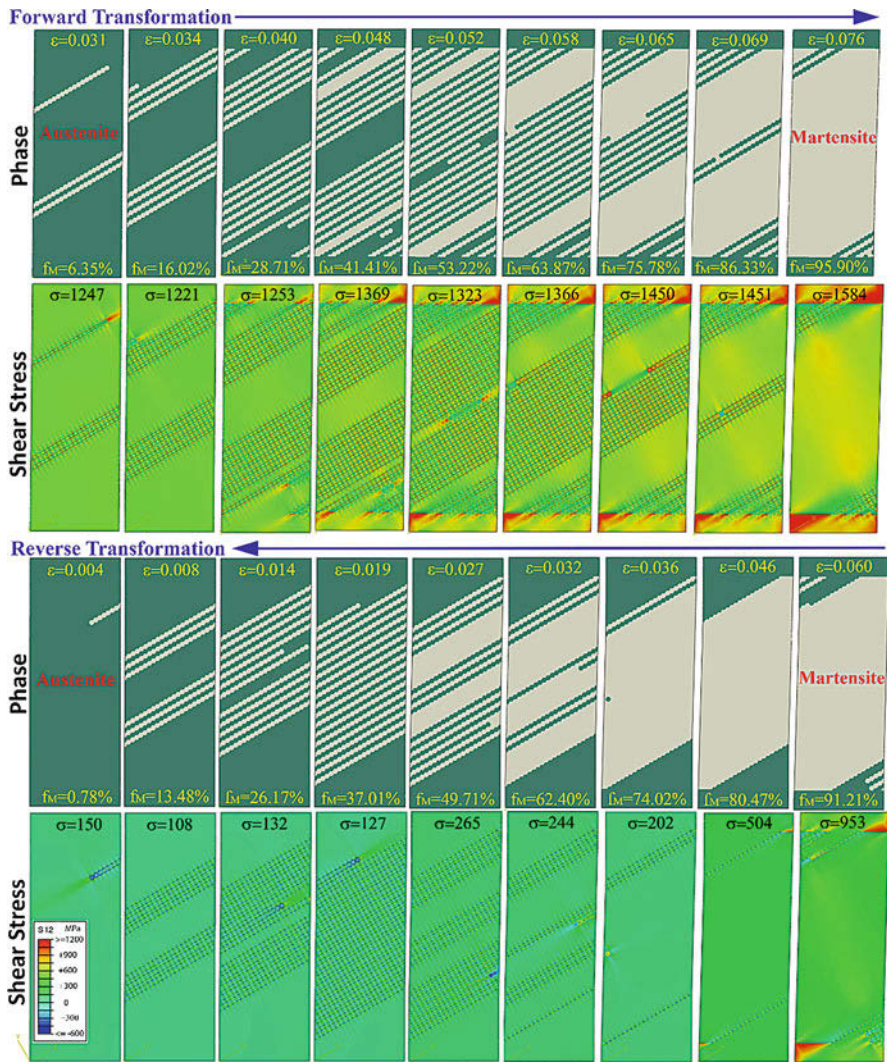 Forward Transformation
Phase
ε=0.031 ε=0.034 ε=0.040 ε=0.048 ε=0.052 ε=0.058 ε=0.065 ε=0.069 ε=0.076
Austenite Martensite
fM=6.35% fM=16.02% fM=28.71% fM=41.41% fM=53.22% fM=63.87% fM=75.78% fM=86.33% fM=95.90%
Shear Stress
σ=1247 σ=1221 σ=1253 σ=1369 σ=1323 σ=1366 σ=1450 σ=1451 σ=1584
Reverse Transformation
Phase
ε=0.004 ε=0.008 ε=0.014 ε=0.019 ε=0.027 ε=0.032 ε=0.036 ε=0.046 ε=0.060
Austenite Martensite
fM=0.78% fM=13.48% fM=26.17% fM=37.01% fM=49.71% fM=62.40% fM=74.02% fM=80.47% fM=91.21%
Shear Stress
σ=150 σ=108 σ=132 σ=127 σ=265 σ=244 σ=202 σ=504 σ=953
S12 MPa
>=1200
+900
+600
+300
0
-300
<=-600